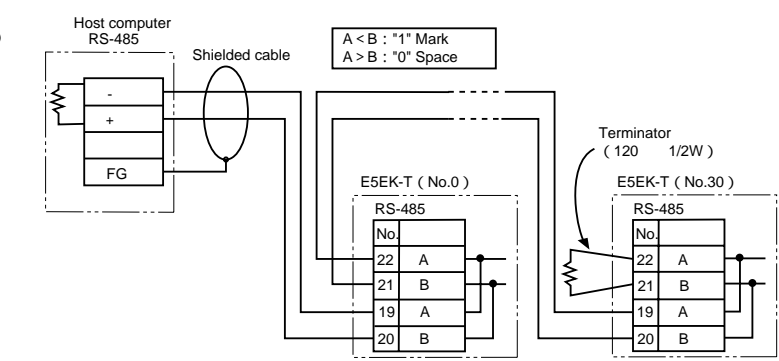 )
Host computer
RS-485
Shielded cable
A < B : "1" Mark
A > B : "0" Space
-
+
FG
Terminator
( 120 1/2W )
E5EK-T ( No.0 )
RS-485
No.
22 A
21 B
19 A
20 B
E5EK-T ( No.30 )
RS-485
No.
22 A
21 B
19 A
20 B